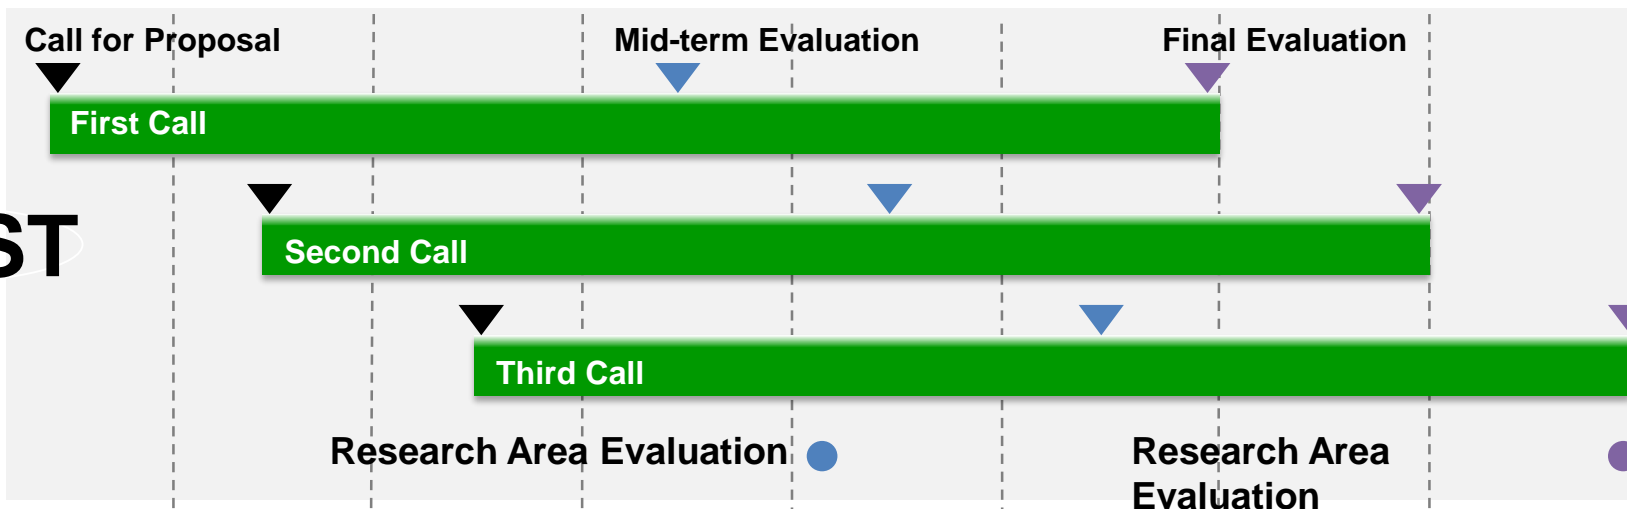 Call for Proposal
Mid-term Evaluation
Final Evaluation
First Call
ST
Second Call
Third Call
Research Area Evaluation
Research Area
Evaluation